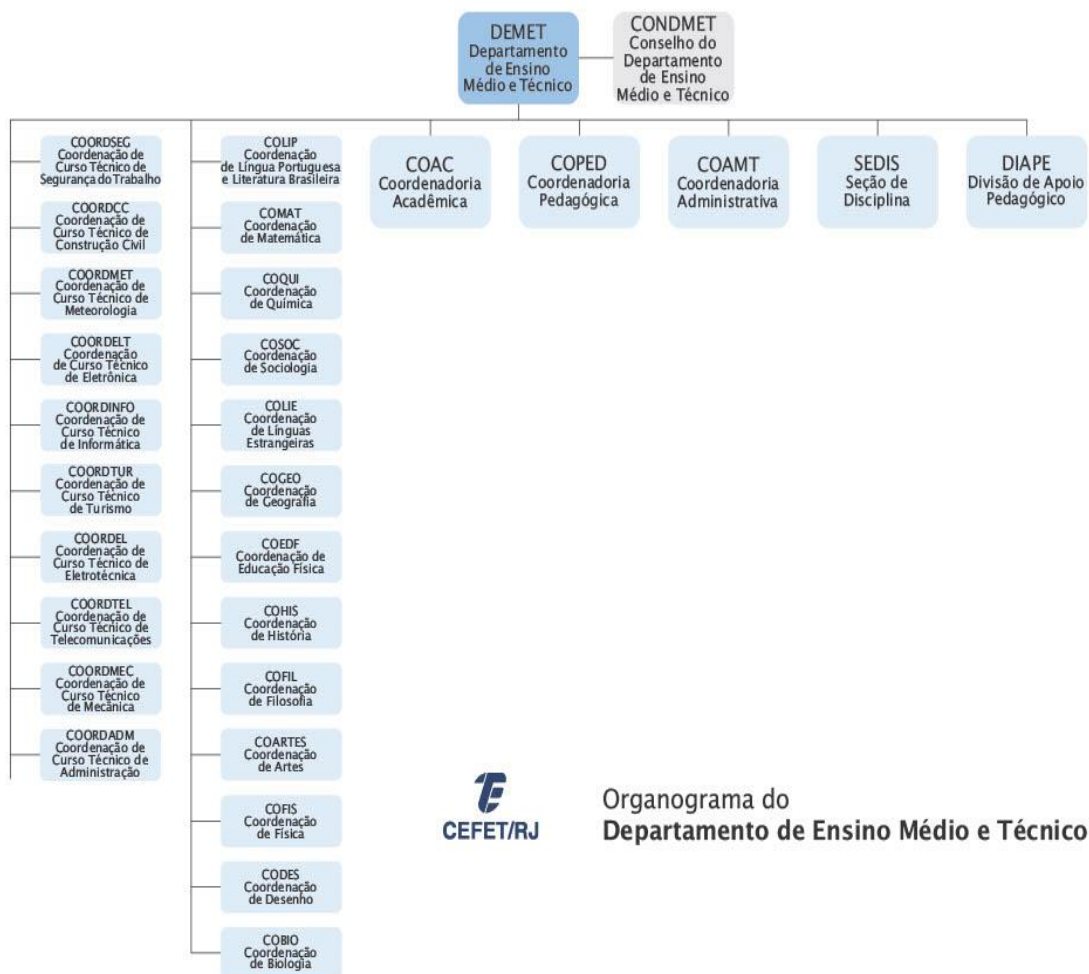 DEMET
Departamento
de Ensino
Médio e Técnico
CONDMET
Conselho do
Departamento
de Ensino
Médio e Técnico
COORDSEG
Coordenação de
Curso Técnico de
Segurança do Trabalho
COORDCC
Coordenação de
Curso Técnico de
Construção Civil
COORDMET
Coordenação de
Curso Técnico de
Meteorologia
COORDELT
Coordenação
de Curso Técnico
de Eletrônica
COORDINFO
Coordenação de
Curso Técnico
de Informática
COORDTUR
Coordenação de
Curso Técnico
de Turismo
COORDEL
Coordenação de
Curso Técnico de
Eletrotécnica
COORDTEL
Coordenação de
Curso Técnico de
Telecomunicações
COORDMEC
Coordenação de
Curso Técnico
de Mecânica
COORDADM
Coordenação de
Curso Técnico de
Administração
COLIP
Coordenação
de Língua Portuguesa
e Literatura Brasileira
COMAT
Coordenação
de Matemática
COQUI
Coordenação
de Química
COSOC
Coordenação
de Sociologia
COLIE
Coordenação
de Línguas
Estrangeiras
COGEO
Coordenação
de Geografia
COEDF
Coordenação de
Educação Física
COHIS
Coordenação
de História
COFIL
Coordenação
de Filosofia
COARTES
Coordenação
de Artes
COFIS
Coordenação
de Física
CODES
Coordenação
de Desenho
COBIO
Coordenação
de Biologia
COAC
Coordenadoria
Acadêmica
COPED
Coordenadoria
Pedagógica
COAMT
Coordenadoria
Administrativa
SEDIS
Seção de
Disciplina
DIAPE
Divisão de Apoio
Pedagógico
CEFET/RJ
Organograma do
Departamento de Ensino Médio e Técnico